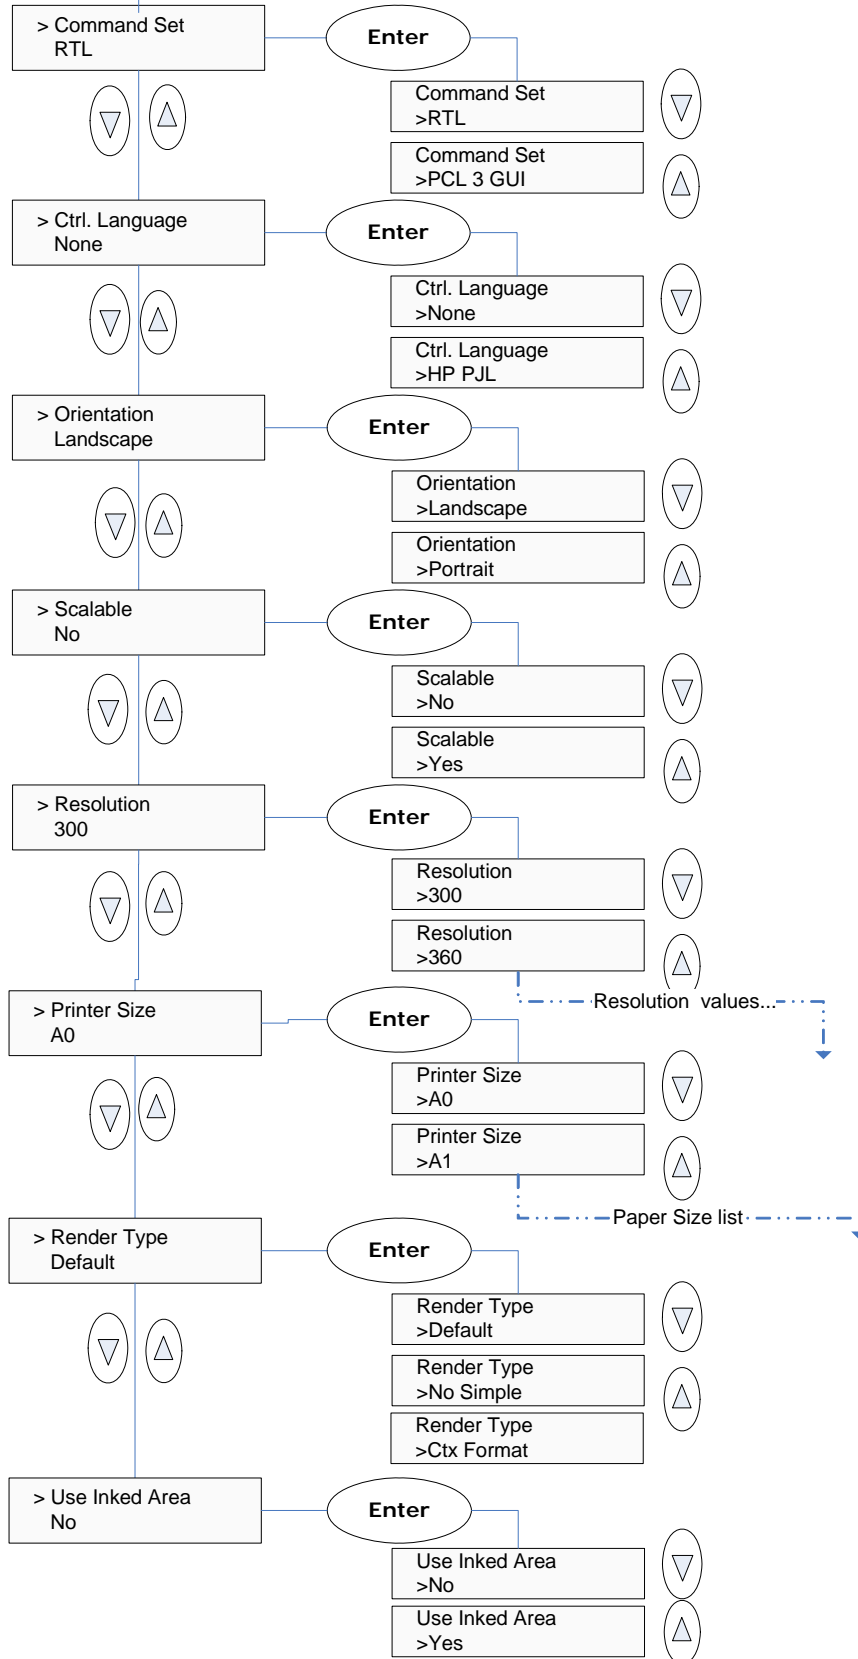 > Command Set
RTL
Enter
Command Set
>RTL
Command Set
>PCL 3 GUI
> Ctrl. Language
None
Enter
Ctrl. Language
>None
Ctrl. Language
>HP PJL
> Orientation
Landscape
Enter
Orientation
>Landscape
Orientation
>Portrait
> Scalable
No
Enter
Scalable
>No
Scalable
>Yes
> Resolution
300
Enter
Resolution
>300
Resolution
>360
Resolution values...
> Printer Size
A0
Enter
Printer Size
>A0
Printer Size
>A1
Paper Size list
> Render Type
Default
Enter
Render Type
>Default
Render Type
>No Simple
Render Type
>Ctx Format
> Use Inked Area
No
Enter
Use Inked Area
>No
Use Inked Area
>Yes